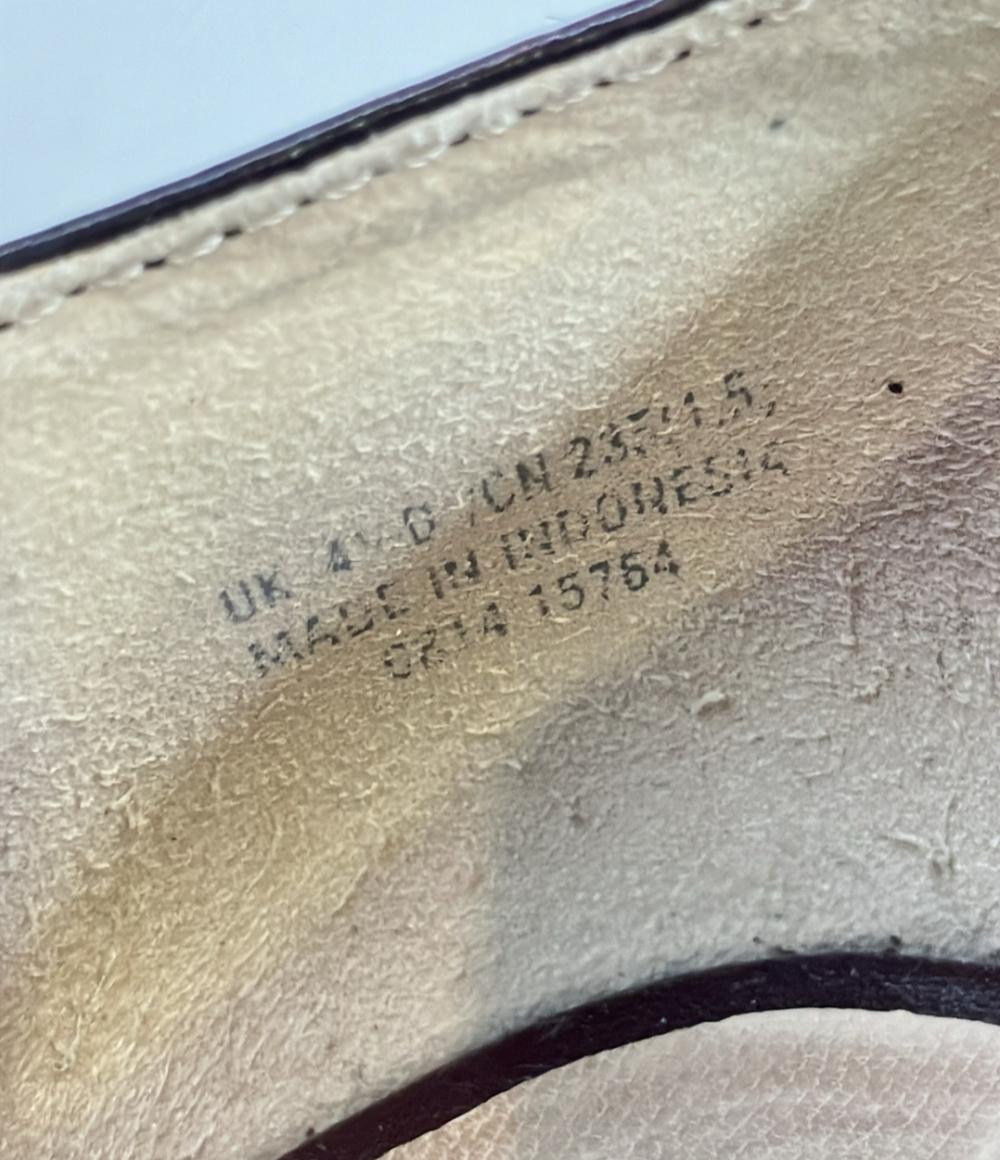 UK 4½ D /CN 235/1,5
MADE IN INDONESIA
0214 15764